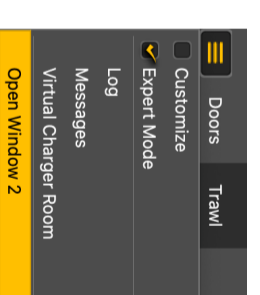 Doors Trawl
Customize
Expert Mode
Log
Messages
Virtual Charger Room
Open Window 2